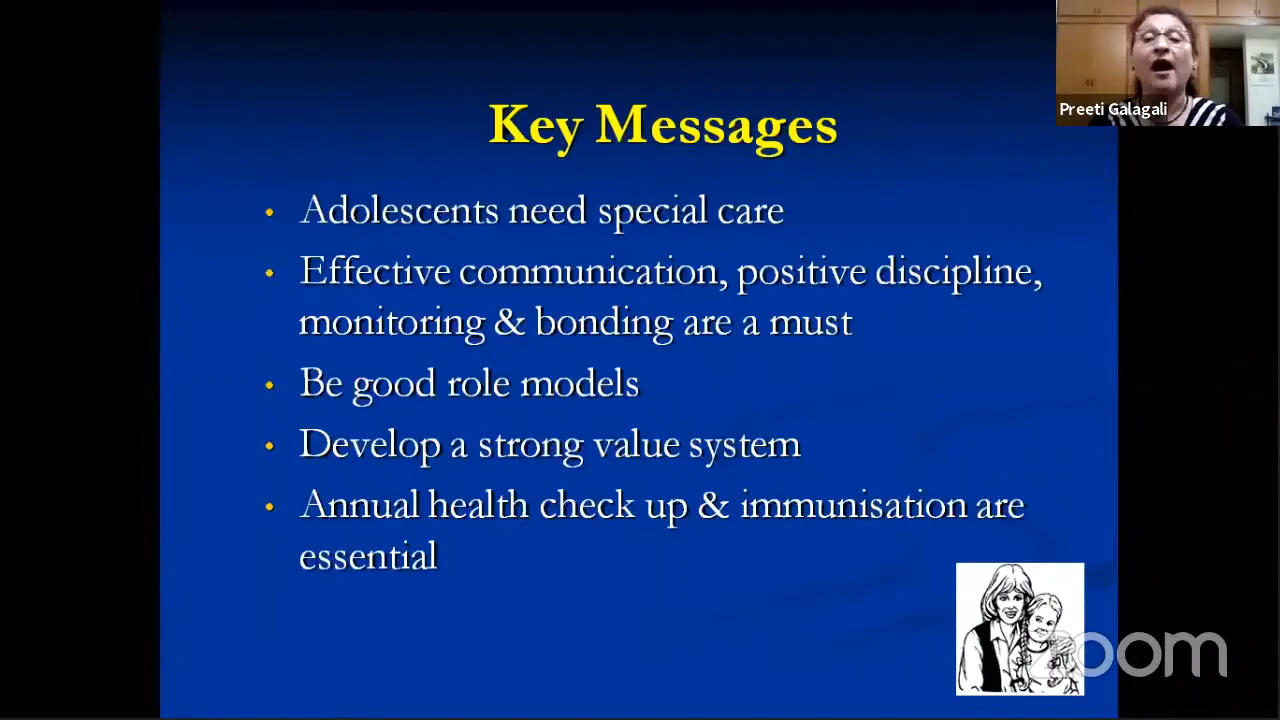 Preeti Galagali
Key Messages
• Adolescents need special care
• Effective communication, positive discipline,
monitoring & bonding are a must
• Be good role models
• Develop a strong value system
• Annual health check up & immunisation are
essential
zoom